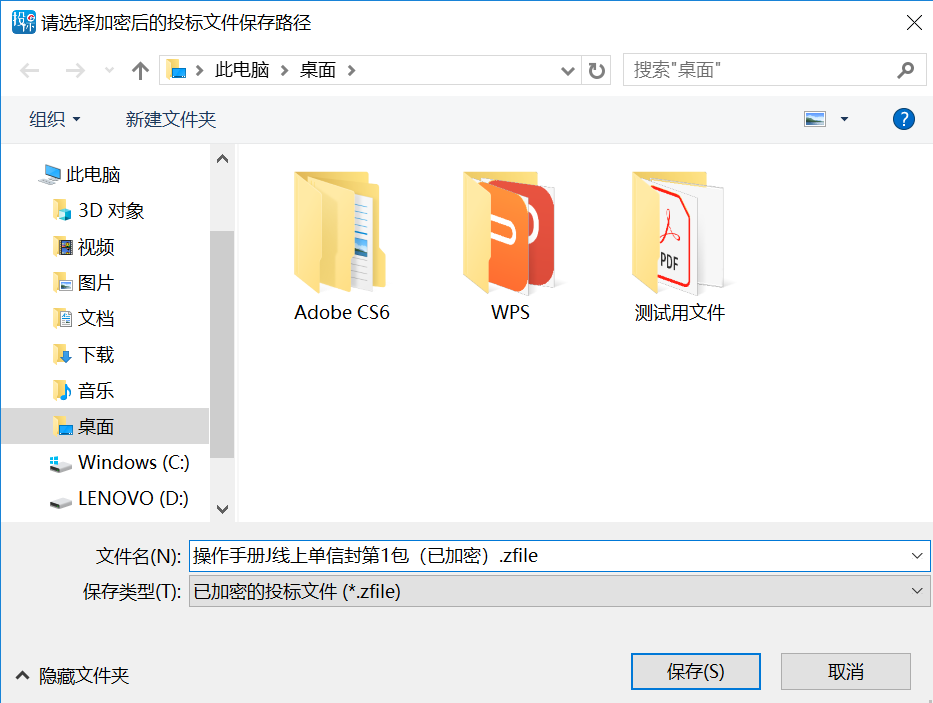 请选择加密后的投标文件保存路径
此电脑 桌面
搜索"桌面"
组织 新建文件夹
此电脑
3D 对象
视频
图片
文档
下载
音乐
桌面
Windows (C:)
LENOVO (D:)
Adobe CS6
WPS
PDF
测试用文件
文件名(N): 操作手册J线上单信封第1包（已加密）.zfile
保存类型(T): 已加密的投标文件 (*.zfile)
隐藏文件夹
保存(S) 取消